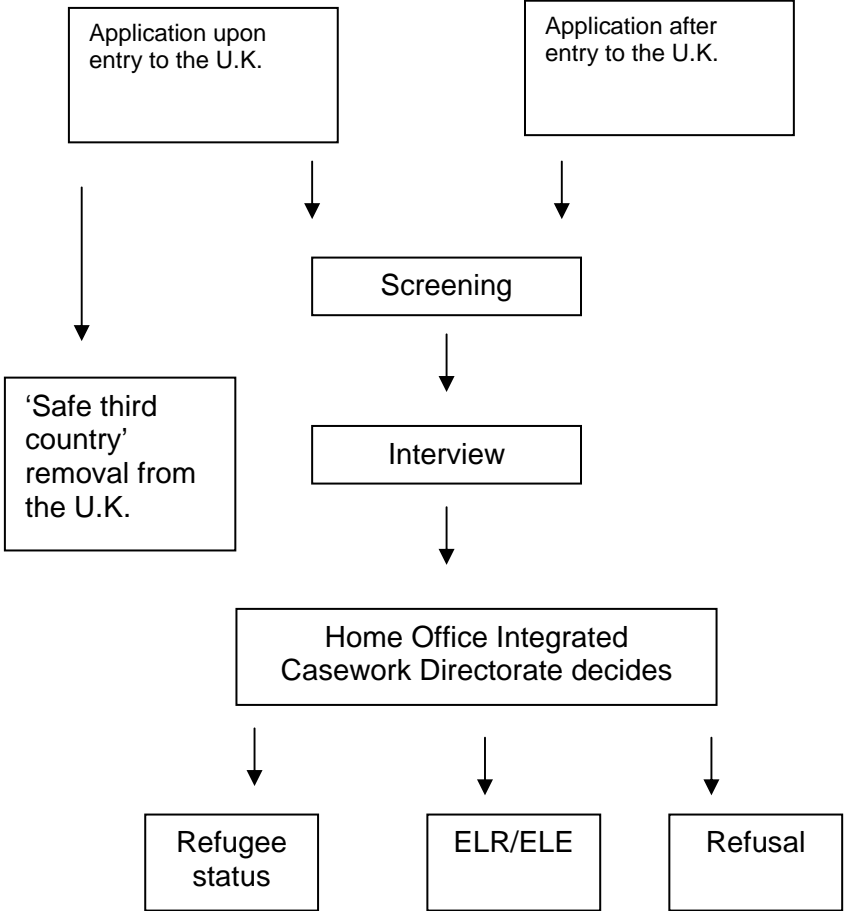 Application upon
entry to the U.K.
Application after
entry to the U.K.
Screening
‘Safe third
country’
removal from
the U.K.
Interview
Home Office Integrated
Casework Directorate decides
Refugee
status
ELR/ELE
Refusal